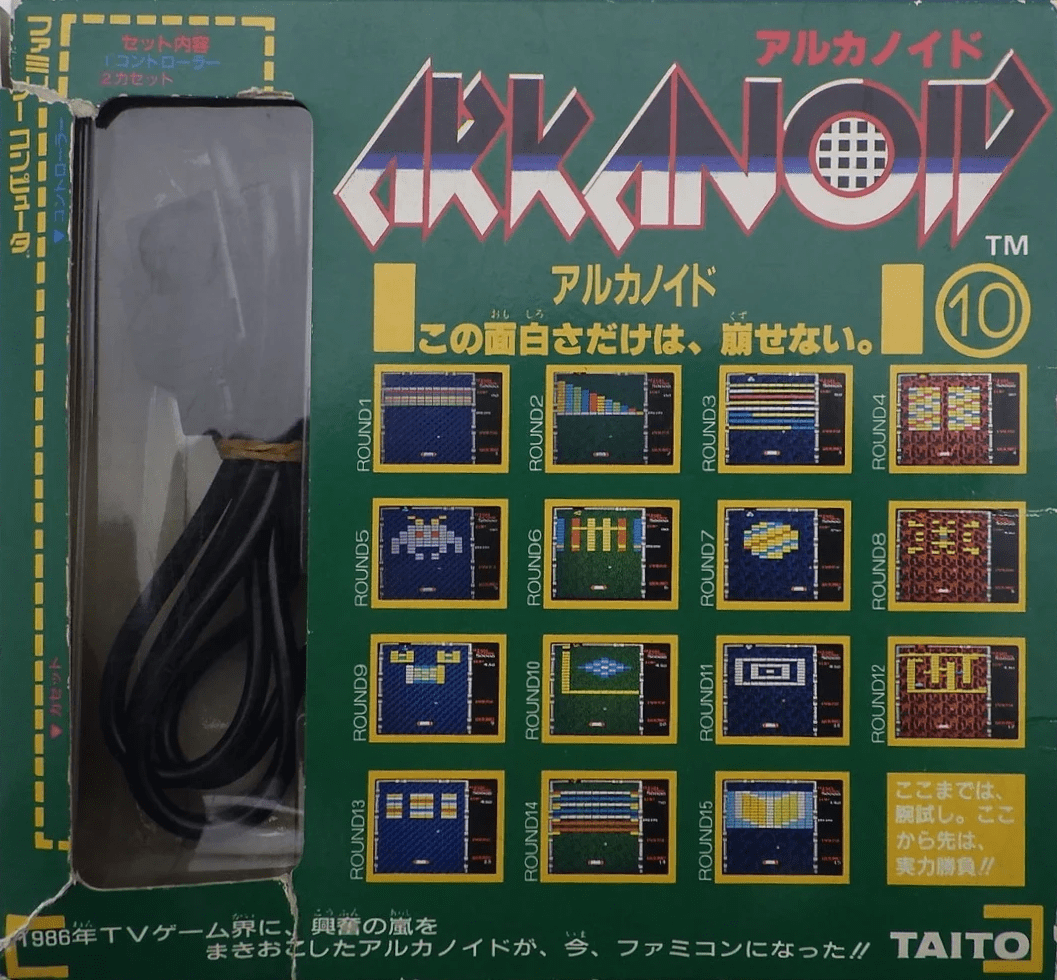 ファミリーコンピュータ
セット内容
1コントローラー
2カセット
▼コントローラー
▼カセット
アルカノイド
ARKANOID
TM
アルカノイド
この面白さだけは、崩せない。
おも しろ
くず
10
ROUND1
ROUND2
ROUND3
ROUND4
ROUND5
ROUND6
ROUND7
ROUND8
ROUND9
ROUND10
ROUND11
ROUND12
ROUND13
ROUND14
ROUND15
ここまでは、
腕試し。ここ
から先は、
実力勝負!!
1986年TVゲーム界に、興奮の嵐を
まきおこしたアルカノイドが、今、ファミコンになった!!
TAITO